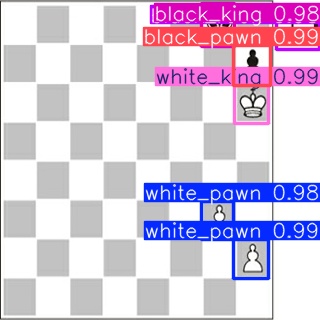 black_king 0.98
black_pawn 0.99
white_king 0.99
white_pawn 0.98
white_pawn 0.99